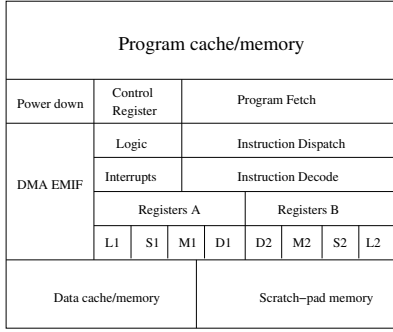 Program cache/memory
Power down
Control
Register
Program Fetch
Logic
Instruction Dispatch
DMA EMIF
Interrupts
Instruction Decode
Registers A
Registers B
L1 S1 M1 D1 D2 M2 S2 L2
Data cache/memory
Scratch−pad memory